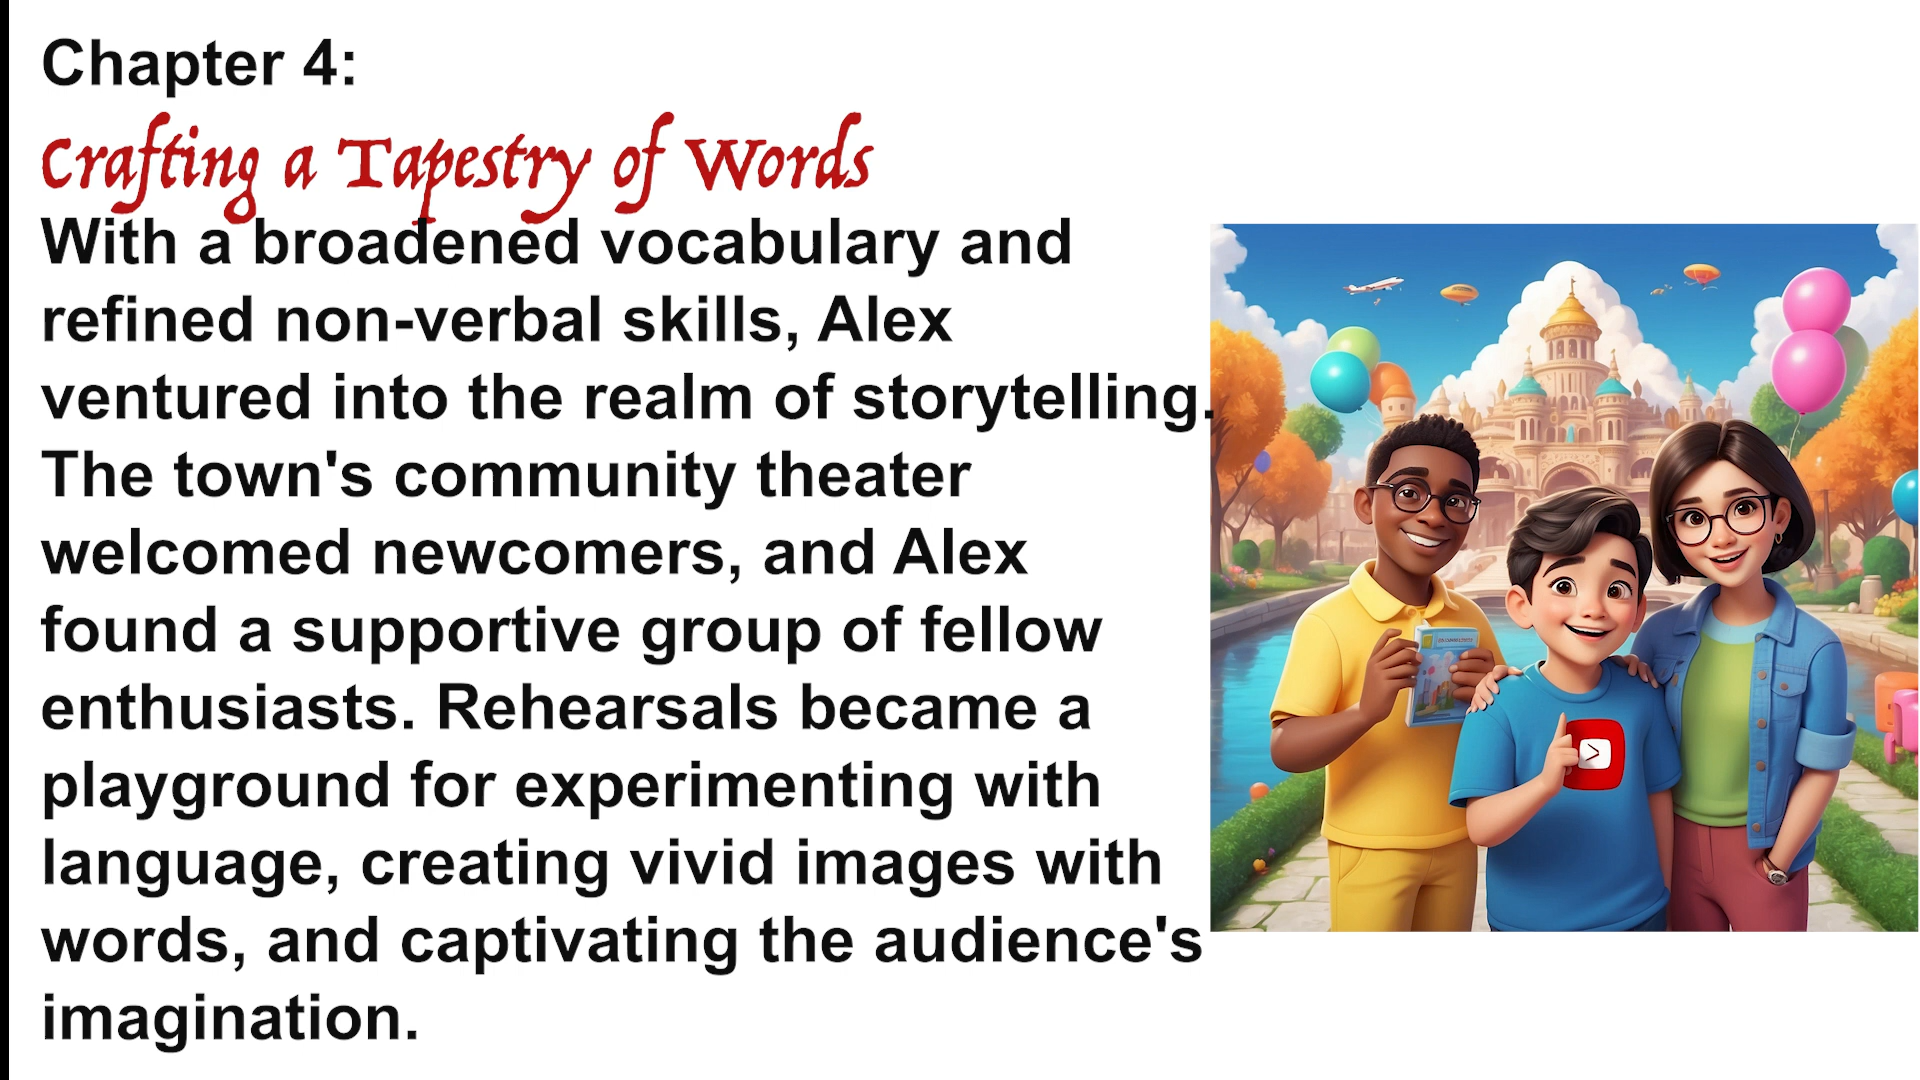 Chapter 4:
Crafting a Tapestry of Words
With a broadened vocabulary and
refined non-verbal skills, Alex
ventured into the realm of storytelling.
The town's community theater
welcomed newcomers, and Alex
found a supportive group of fellow
enthusiasts. Rehearsals became a
playground for experimenting with
language, creating vivid images with
words, and captivating the audience's
imagination.